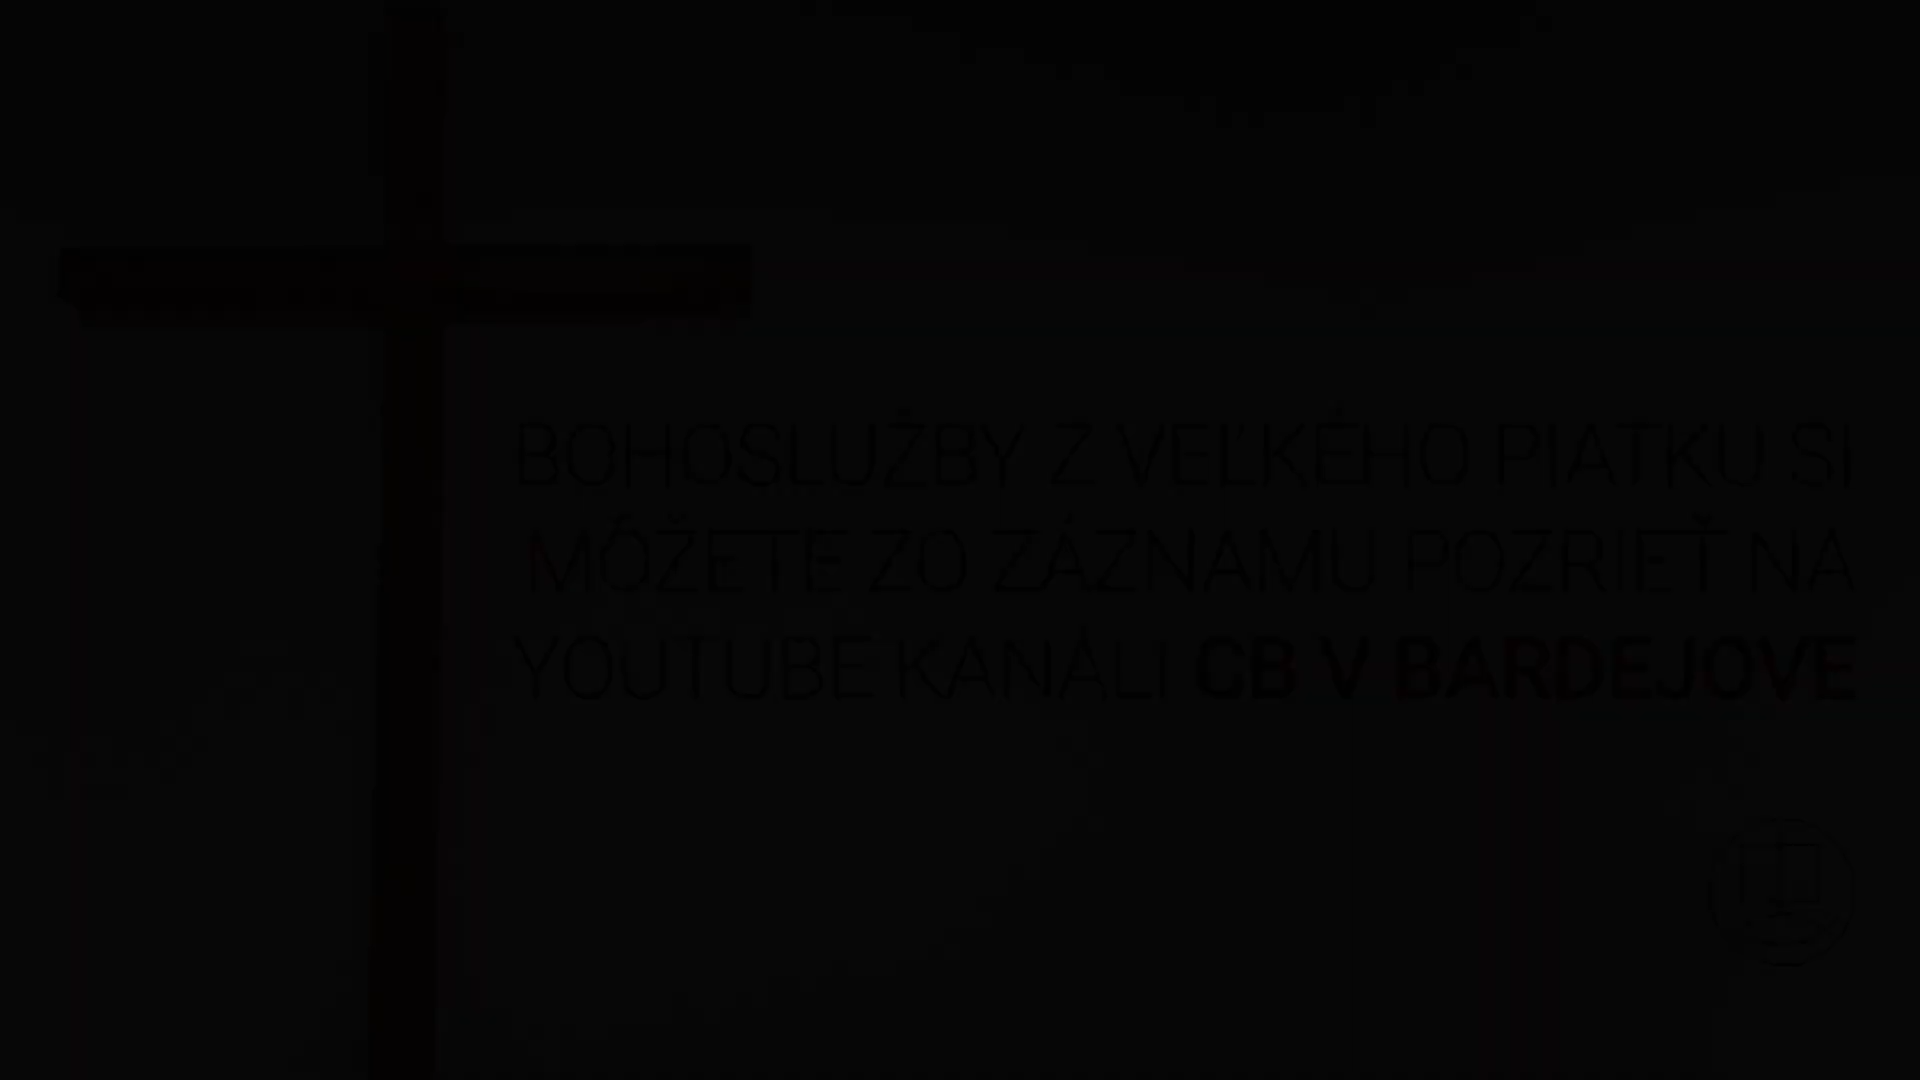 BOHOSLUŽBY Z VEĽKÉHO PIATKU SI
MÔŽETE ZO ZÁZNAMU POZRIEŤ NA
YOUTUBE KANÁLI CB V BARDEJOVE